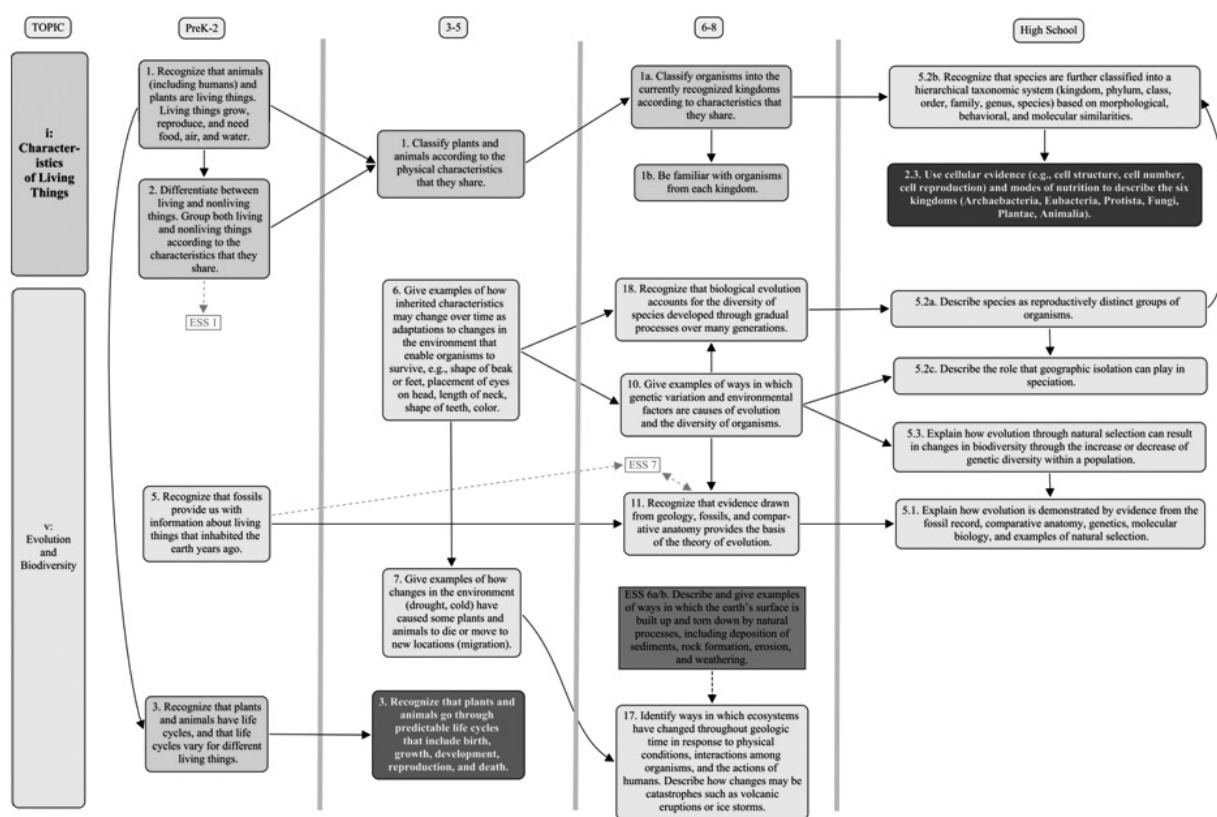 TOPIC
PreK-2
3-5
6-8
High School
i:
Character-
istics
of Living
Things
1. Recognize that animals
(including humans) and
plants are living things.
Living things grow,
reproduce, and need
food, air, and water.
2. Differentiate between
living and nonliving
things. Group both living
and nonliving things
according to the
characteristics that they
share.
ESS 1
1. Classify plants and
animals according to the
physical characteristics
that they share.
1a. Classify organisms into the
currently recognized kingdoms
according to characteristics that
they share.
1b. Be familiar with organisms
from each kingdom.
5.2b. Recognize that species are further classified into a
hierarchical taxonomic system (kingdom, phylum, class,
order, family, genus, species) based on morphological,
behavioral, and molecular similarities.
2.3. Use cellular evidence (e.g., cell structure, cell number,
cell reproduction) and modes of nutrition to describe the six
kingdoms (Archaebacteria, Eubacteria, Protista, Fungi,
Plantae, Animalia).
v:
Evolution
and
Biodiversity
5. Recognize that fossils
provide us with
information about living
things that inhabited the
earth years ago.
3. Recognize that plants
and animals have life
cycles, and that life
cycles vary for different
living things.
6. Give examples of how
inherited characteristics
may change over time as
adaptations to changes in
the environment that
enable organisms to
survive, e.g., shape of beak
or feet, placement of eyes
on head, length of neck,
shape of teeth, color.
7. Give examples of how
changes in the environment
(drought, cold) have
caused some plants and
animals to die or move to
new locations (migration).
3. Recognize that plants and
animals go through
predictable life cycles
that include birth,
growth, development,
reproduction, and death.
18. Recognize that biological evolution
accounts for the diversity of
species developed through gradual
processes over many generations.
10. Give examples of ways in which
genetic variation and environmental
factors are causes of evolution
and the diversity of organisms.
ESS 7
11. Recognize that evidence drawn
from geology, fossils, and compar-
ative anatomy provides the basis
of the theory of evolution.
ESS 6a/b. Describe and give examples
of ways in which the earth's surface is
built up and torn down by natural
processes, including deposition of
sediments, rock formation, erosion,
and weathering.
17. Identify ways in which ecosystems
have changed throughout geologic
time in response to physical
conditions, interactions among
organisms, and the actions of
humans. Describe how changes may be
catastrophes such as volcanic
eruptions or ice storms.
5.2a. Describe species as reproductively distinct groups of
organisms.
5.2c. Describe the role that geographic isolation can play in
speciation.
5.3. Explain how evolution through natural selection can result
in changes in biodiversity through the increase or decrease of
genetic diversity within a population.
5.1. Explain how evolution is demonstrated by evidence from the
fossil record, comparative anatomy, genetics, molecular
biology, and examples of natural selection.